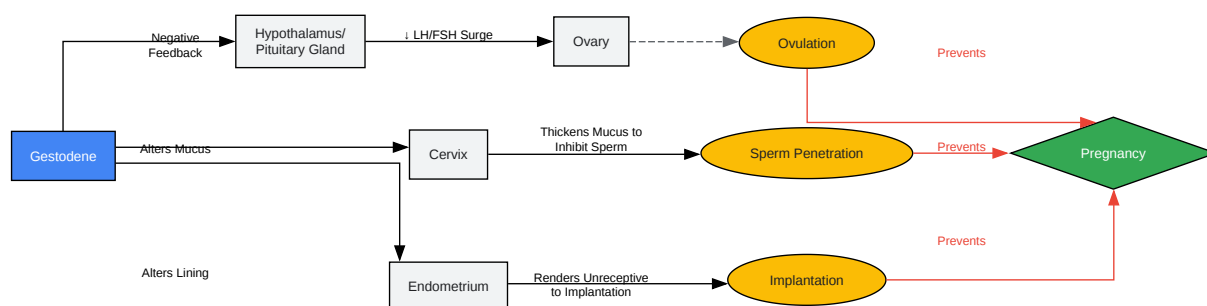 Negative
Feedback
Hypothalamus/
Pituitary Gland
↓ LH/FSH Surge
Ovary
Ovulation
Prevents
Gestodene
Alters Mucus
Cervix
Thickens Mucus to
Inhibit Sperm
Sperm Penetration
Prevents
Pregnancy
Alters Lining
Endometrium
Renders Unreceptive
to Implantation
Implantation
Prevents